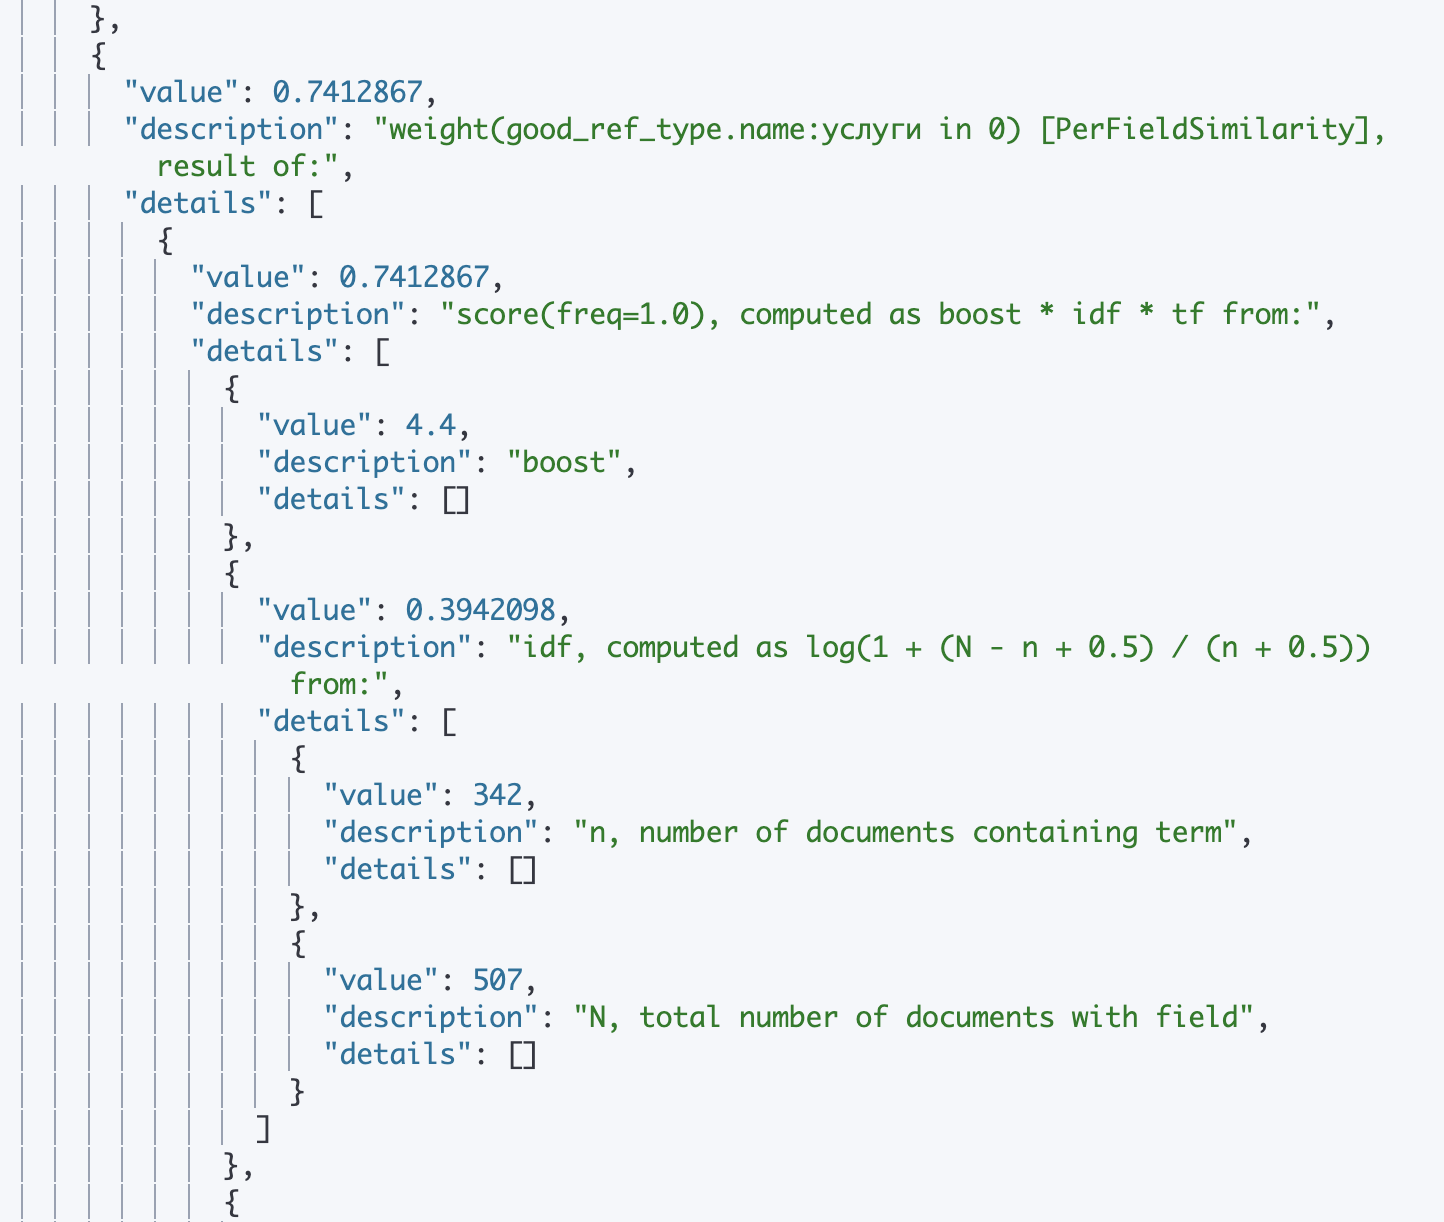 },
{
"value": 0.7412867,
"description": "weight(good_ref_type.name:услуги in 0) [PerFieldSimilarity],
result of:",
"details": [
{
"value": 0.7412867,
"description": "score(freq=1.0), computed as boost * idf * tf from:",
"details": [
{
"value": 4.4,
"description": "boost",
"details": []
},
{
"value": 0.3942098,
"description": "idf, computed as log(1 + (N - n + 0.5) / (n + 0.5))
from:",
"details": [
{
"value": 342,
"description": "n, number of documents containing term",
"details": []
},
{
"value": 507,
"description": "N, total number of documents with field",
"details": []
}
]
},
{